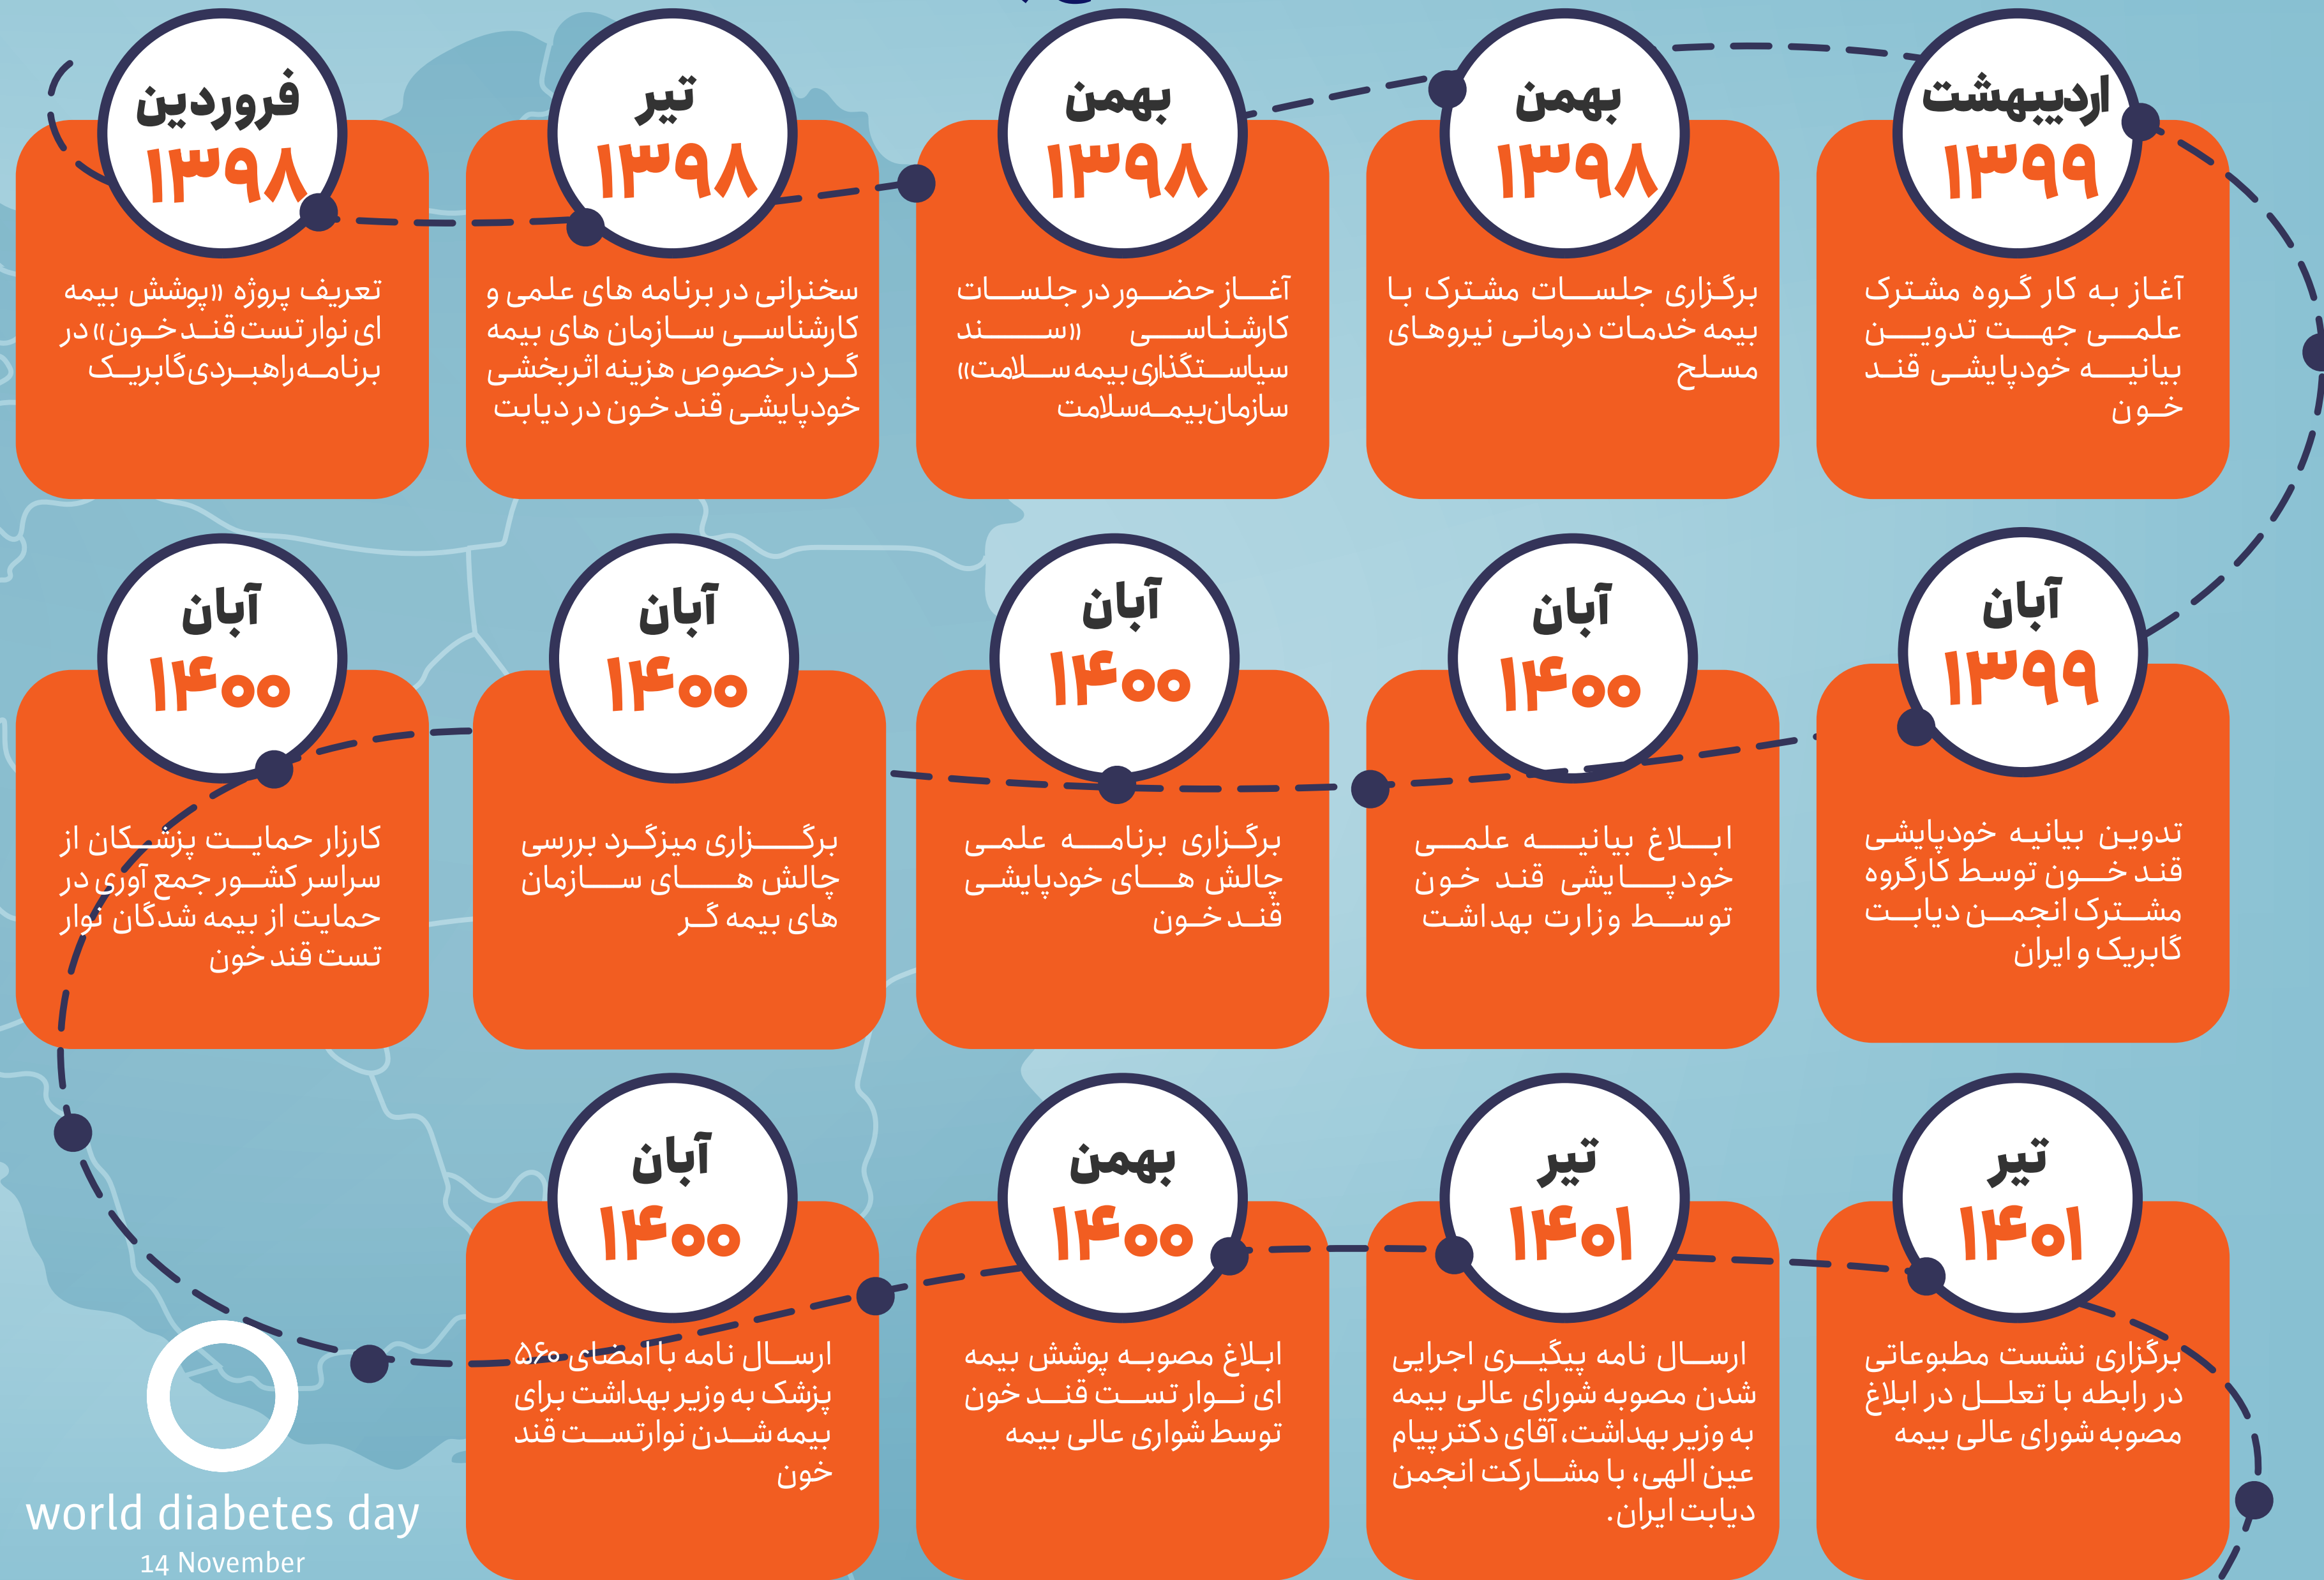 فروردین
۱۳۹۸
تعریف پروژه «پوشش بیمه
ای نوار تست قند خون» در
برنامه راهبردی گابریک
تیر
۱۳۹۸
سخنرانی در برنامه های علمی و
کارشناسی سازمان های بیمه
گر در خصوص هزینه اثربخشی
خودپایشی قند خون در دیابت
بهمن
۱۳۹۸
آغاز حضور در جلسات
کارشناسی «سند
سیاستگذاری بیمه سلامت»
سازمان بیمه سلامت
بهمن
۱۳۹۸
برگزاری جلسات مشترک با
بیمه خدمات درمانی نیروهای
مسلح
اردیبهشت
۱۳۹۹
آغاز به کار گروه مشترک
علمی جهت تدوین
بیانیه خودپایشی قند
خون
آبان
۱۳۹۹
تدوین بیانیه خودپایشی
قند خون توسط کارگروه
مشترک انجمن دیابت
گابریک و ایران
آبان
۱۴۰۰
ابلاغ بیانیه علمی
خودپایشی قند خون
توسط وزارت بهداشت
آبان
۱۴۰۰
برگزاری برنامه علمی
چالش های خودپایشی
قند خون
آبان
۱۴۰۰
برگزاری میزگرد بررسی
چالش های سازمان
های بیمه گر
آبان
۱۴۰۰
کارزار حمایت پزشکان از
سراسر کشور جمع آوری در
حمایت از بیمه شدگان نوار
تست قند خون
آبان
۱۴۰۰
ارسال نامه با امضای ۵۶۰
پزشک به وزیر بهداشت برای
بیمه شدن نوارتست قند
خون
بهمن
۱۴۰۰
ابلاغ مصوبه پوشش بیمه
ای نوار تست قند خون
توسط شواری عالی بیمه
تیر
۱۴۰۱
ارسال نامه پیگیری اجرایی
شدن مصوبه شورای عالی بیمه
به وزیر بهداشت، آقای دکتر پیام
عین الهی، با مشارکت انجمن
دیابت ایران.
تیر
۱۴۰۱
برگزاری نشست مطبوعاتی
در رابطه با تعلل در ابلاغ
مصوبه شورای عالی بیمه
world diabetes day
14 November